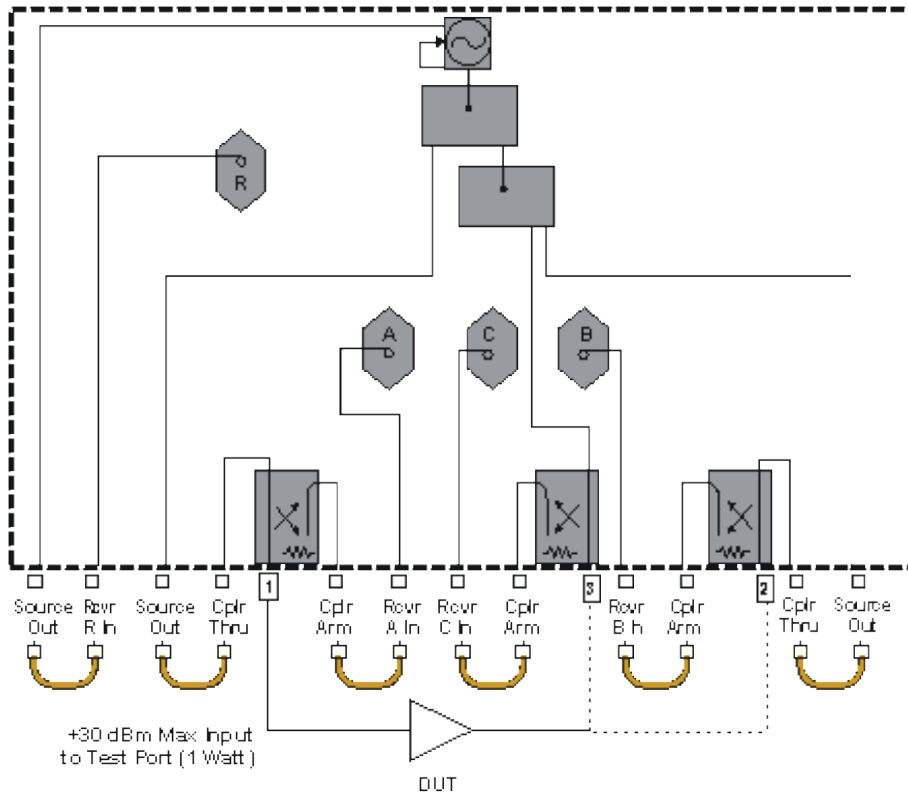 R
A
C
B
1
3
2
Source Out
Rcvr R In
Source Out
Cplr Thru
Cplr Arm
Rcvr A In
Rcvr C In
Cplr Arm
Rcvr B In
Cplr Arm
Cplr Thru
Source Out
+30 dBm Max Input
to Test Port (1 Watt)
DUT